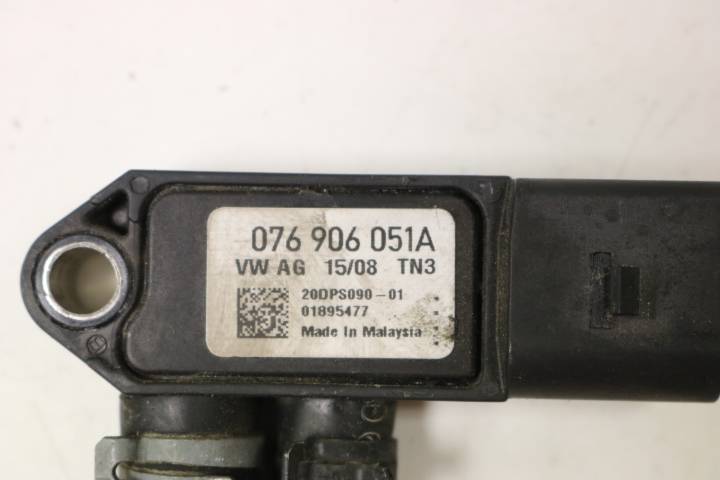 076 906 051A
VW AG 15/08 TN3
20DPS090-01
01895477
Made In Malaysia